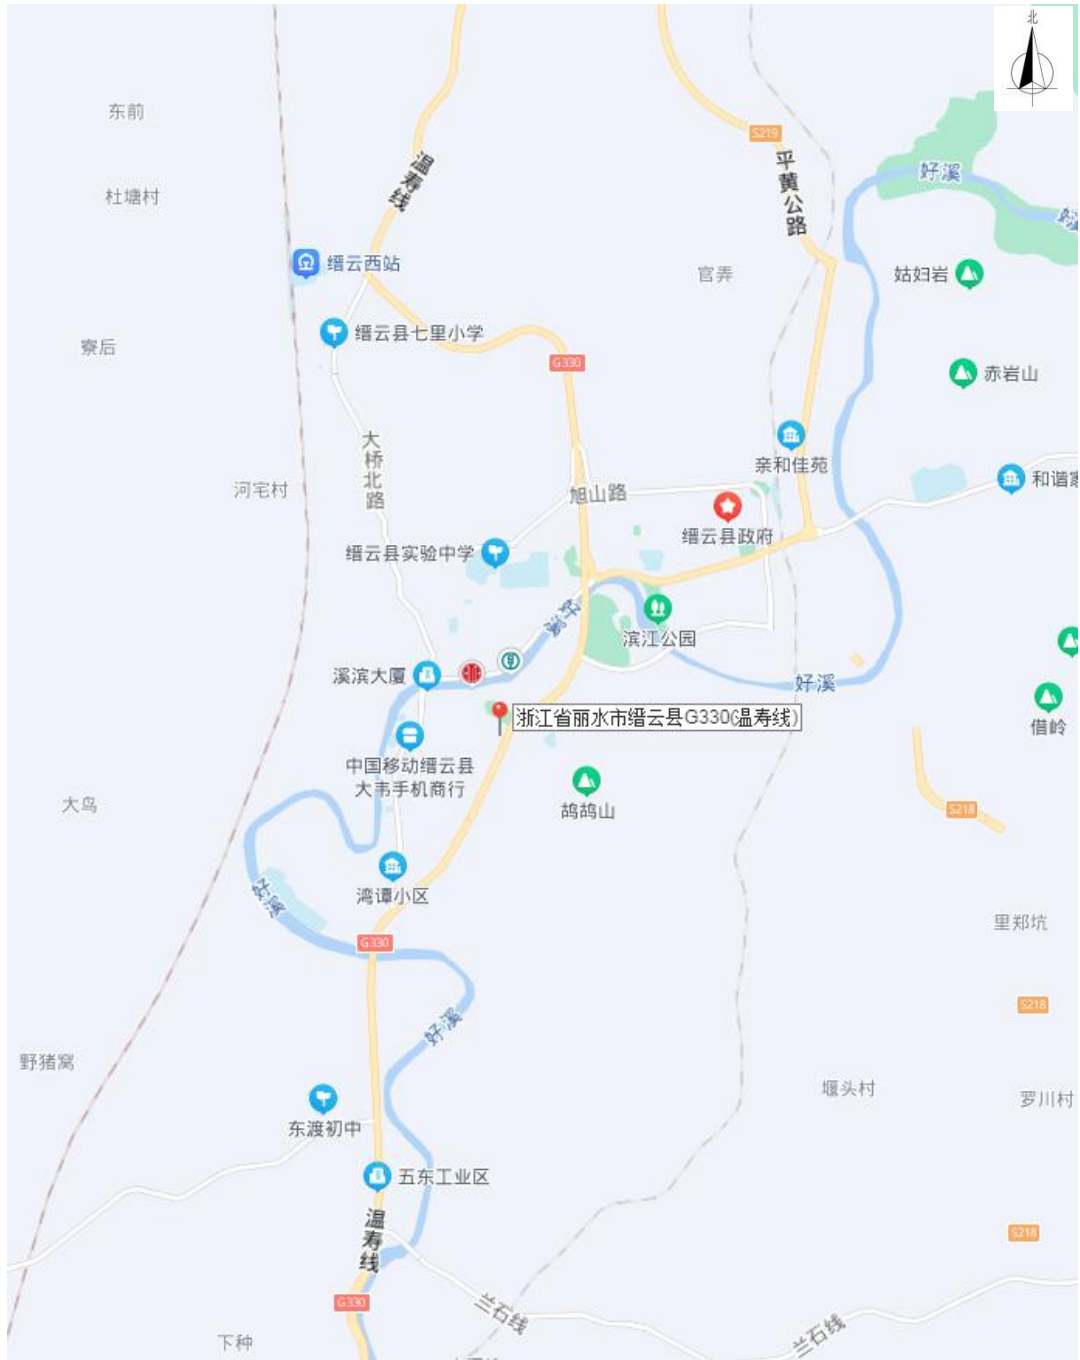 北
东前
S219
温寿线
平黄公路
好溪
杜塘村
缙云西站
官弄
姑妇岩
缙云县七里小学
寮后
G330
赤岩山
大桥北路
亲和佳苑
河宅村
旭山路
和谐家
缙云县政府
缙云县实验中学
好溪
滨江公园
溪滨大厦
好溪
浙江省丽水市缙云县G330(温寿线)
借岭
中国移动缙云县
大韦手机商行
大鸟
鸪鸪山
S218
湾谭小区
好溪
里郑坑
G330
S218
好溪
野猪窝
堰头村
罗川村
东渡初中
五东工业区
温寿线
S218
G330
兰石线
兰石线
下种